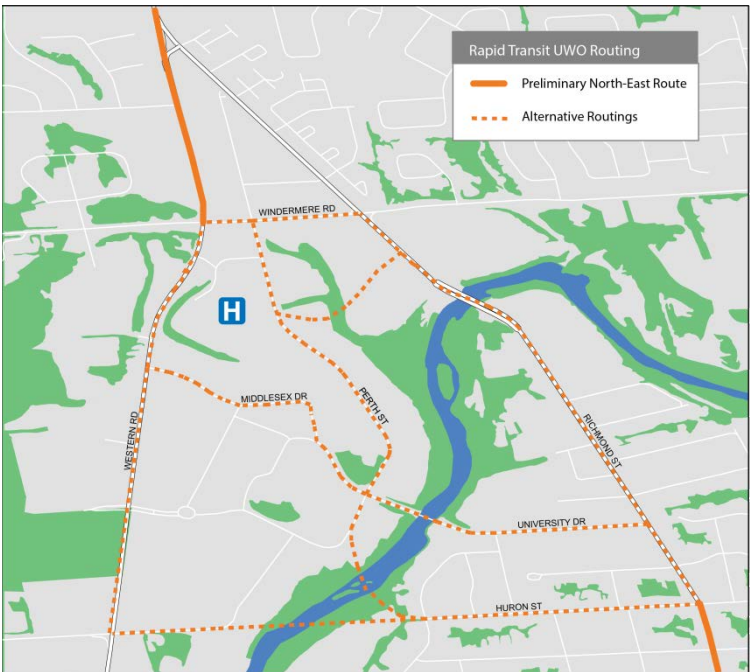 Rapid Transit UWO Routing
Preliminary North-East Route
Alternative Routings
WINDERMERE RD
H
MIDDLESEX DR
PERTH ST
WESTERN RD
RICHMOND ST
UNIVERSITY DR
HURON ST